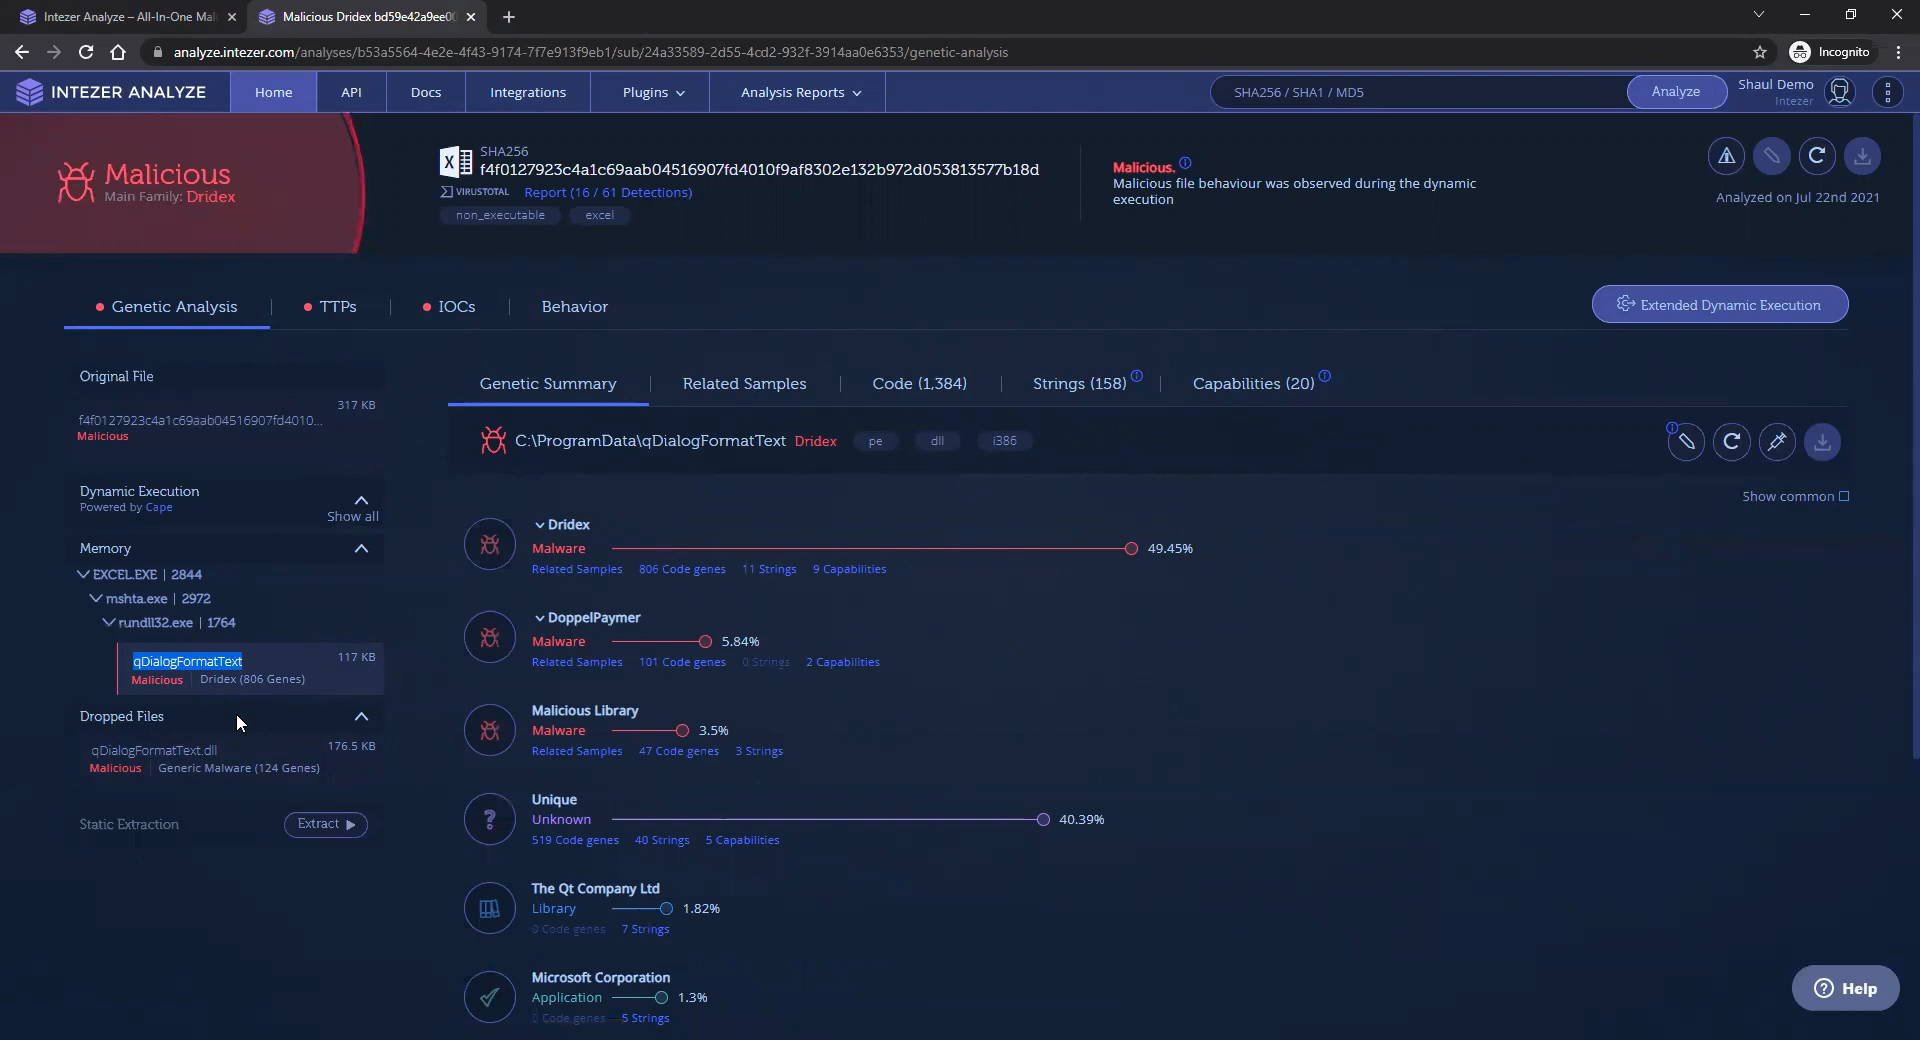 Intezer Analyze – All-In-One Mal
Malicious Dridex bd59e42a9ee00
analyze.intezer.com/analyses/b53a5564-4e2e-4f43-9174-7f7e913f9eb1/sub/24a33589-2d55-4cd2-932f-3914aa0e6353/genetic-analysis
Incognito
INTEZER ANALYZE
Home
API
Docs
Integrations
Plugins
Analysis Reports
SHA256 / SHA1 / MD5
Analyze
Shaul Demo
Intezer
Malicious
Main Family: Dridex
SHA256
f4f0127923c4a1c69aab04516907fd4010f9af8302e132b972d053813577b18d
VIRUSTOTAL Report (16 / 61 Detections)
non_executable excel
Malicious.
Malicious file behaviour was observed during the dynamic
execution
Analyzed on Jul 22nd 2021
Genetic Analysis
TTPs
IOCs
Behavior
Extended Dynamic Execution
Original File
317 KB
f4f0127923c4a1c69aab04516907fd4010...
Malicious
Dynamic Execution
Powered by Cape
Show all
Memory
EXCEL.EXE | 2844
mshta.exe | 2972
rundll32.exe | 1764
qDialogFormatText 117 KB
Malicious Dridex (806 Genes)
Dropped Files
qDialogFormatText.dll 176.5 KB
Malicious Generic Malware (124 Genes)
Static Extraction Extract
Genetic Summary
Related Samples
Code (1,384)
Strings (158)
Capabilities (20)
C:\ProgramData\qDialogFormatText Dridex pe dll i386
Show common
Dridex
Malware 49.45%
Related Samples 806 Code genes 11 Strings 9 Capabilities
DoppelPaymer
Malware 5.84%
Related Samples 101 Code genes 0 Strings 2 Capabilities
Malicious Library
Malware 3.5%
Related Samples 47 Code genes 3 Strings
Unique
Unknown 40.39%
519 Code genes 40 Strings 5 Capabilities
The Qt Company Ltd
Library 1.82%
0 Code genes 7 Strings
Microsoft Corporation
Application 1.3%
0 Code genes 5 Strings
Help